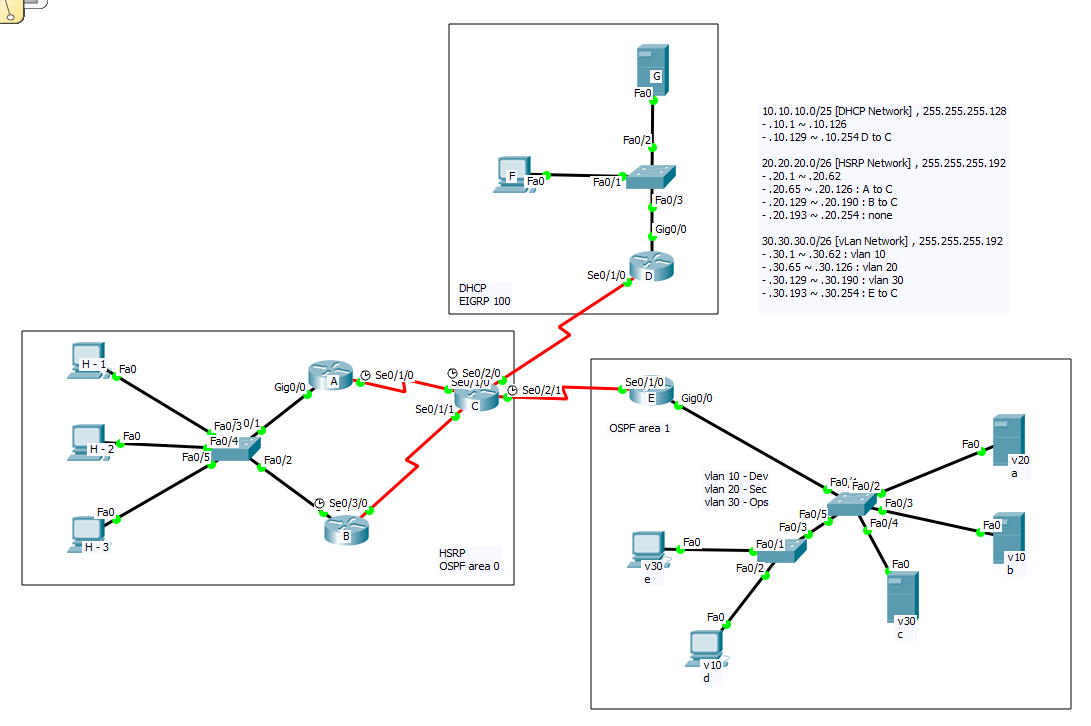 G
Fa0
Fa0/2
F
Fa0
Fa0/1
Fa0/3
Gig0/0
Se0/1/0
D
DHCP
EIGRP 100
10.10.10.0/25 [DHCP Network] , 255.255.255.128
- .10.1 ~ .10.126
- .10.129 ~ .10.254 D to C
20.20.20.0/26 [HSRP Network] , 255.255.255.192
- .20.1 ~ .20.62
- .20.65 ~ .20.126 : A to C
- .20.129 ~ .20.190 : B to C
- .20.193 ~ .20.254 : none
30.30.30.0/26 [vLan Network] , 255.255.255.192
- .30.1 ~ .30.62 : vlan 10
- .30.65 ~ .30.126 : vlan 20
- .30.129 ~ .30.190 : vlan 30
- .30.193 ~ .30.254 : E to C
H - 1
Fa0
H - 2
Fa0
H - 3
Fa0
Fa0/3
0/1
Fa0/4
Fa0/5
Fa0/2
Gig0/0
A
Se0/1/0
Se0/2/0
Se0/1/0
Se0/2/1
Se0/1/1
C
Se0/3/0
B
HSRP
OSPF area 0
Se0/1/0
E
Gig0/0
OSPF area 1
vlan 10 - Dev
vlan 20 - Sec
vlan 30 - Ops
Fa0/2
Fa0/3
Fa0/4
Fa0/5
Fa0
v20
a
Fa0
v10
b
Fa0
v30
c
Fa0/3
Fa0/1
Fa0/2
Fa0
v30
e
Fa0
v10
d